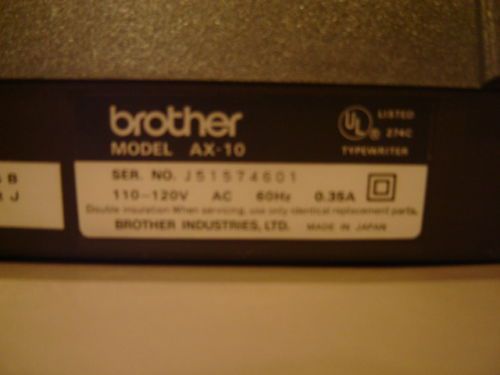 brother
MODEL AX-10
UL ® LISTED
274C
TYPEWRITER
B
J
SER. NO. J51574601
110-120V AC 60Hz 0.35A
Double insulation-When servicing, use only identical replacement parts.
BROTHER INDUSTRIES, LTD. MADE IN JAPAN